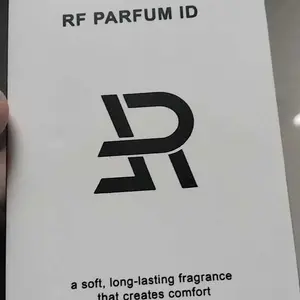 RF PARFUM ID
a soft, long-lasting fragrance
that creates comfort